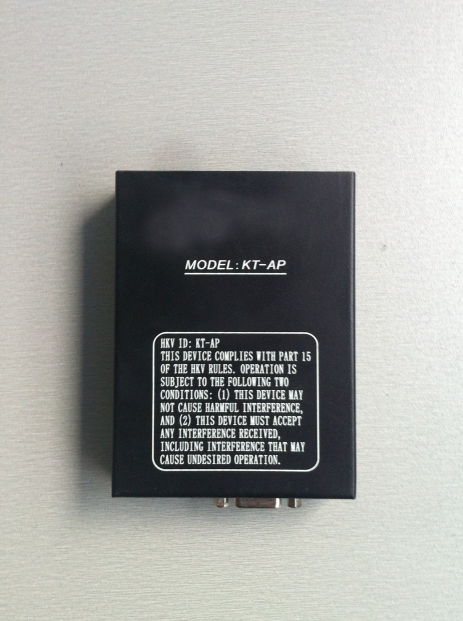 MODEL: KT-AP
HKV ID: KT-AP
THIS DEVICE COMPLIES WITH PART 15
OF THE HKV RULES. OPERATION IS
SUBJECT TO THE FOLLOWING TWO
CONDITIONS: (1) THIS DEVICE MAY
NOT CAUSE HARMFUL INTERFERENCE,
AND (2) THIS DEVICE MUST ACCEPT
ANY INTERFERENCE RECEIVED,
INCLUDING INTERFERENCE THAT MAY
CAUSE UNDESIRED OPERATION.